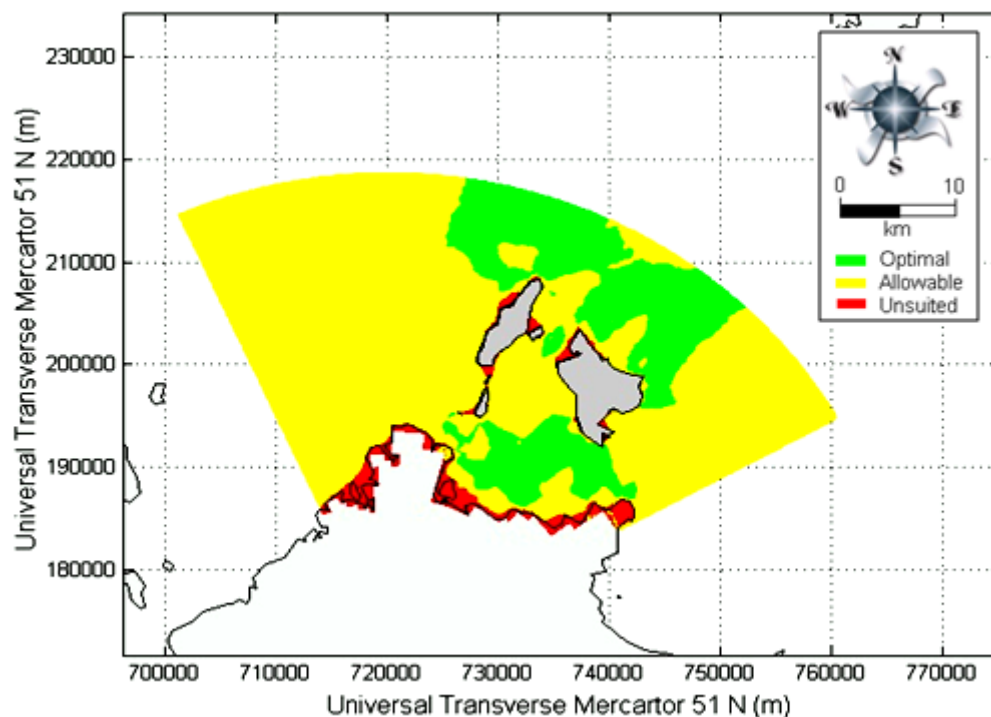 Universal Transverse Mercartor 51 N (m)
230000
220000
210000
200000
190000
180000
700000 710000 720000 730000 740000 750000 760000 770000
Universal Transverse Mercartor 51 N (m)
N
W E
S
0 10
km
Optimal
Allowable
Unsuited